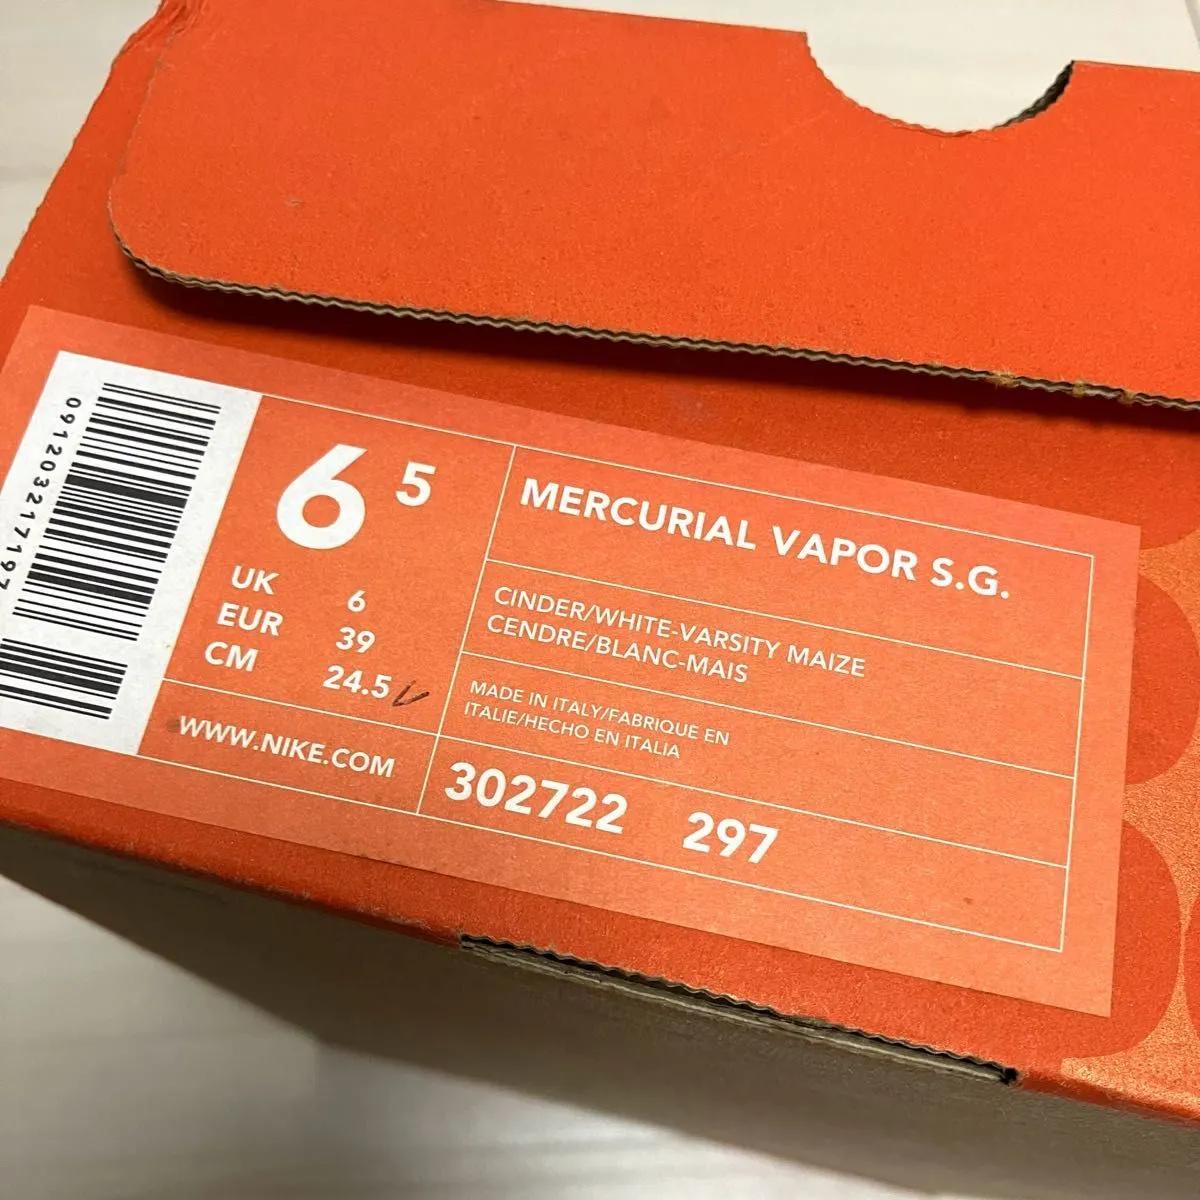 091203217197
6 5
UK 6
EUR 39
CM 24.5
WWW.NIKE.COM
MERCURIAL VAPOR S.G.
CINDER/WHITE-VARSITY MAIZE
CENDRE/BLANC-MAIS
MADE IN ITALY/FABRIQUE EN
ITALIE/HECHO EN ITALIA
302722 297